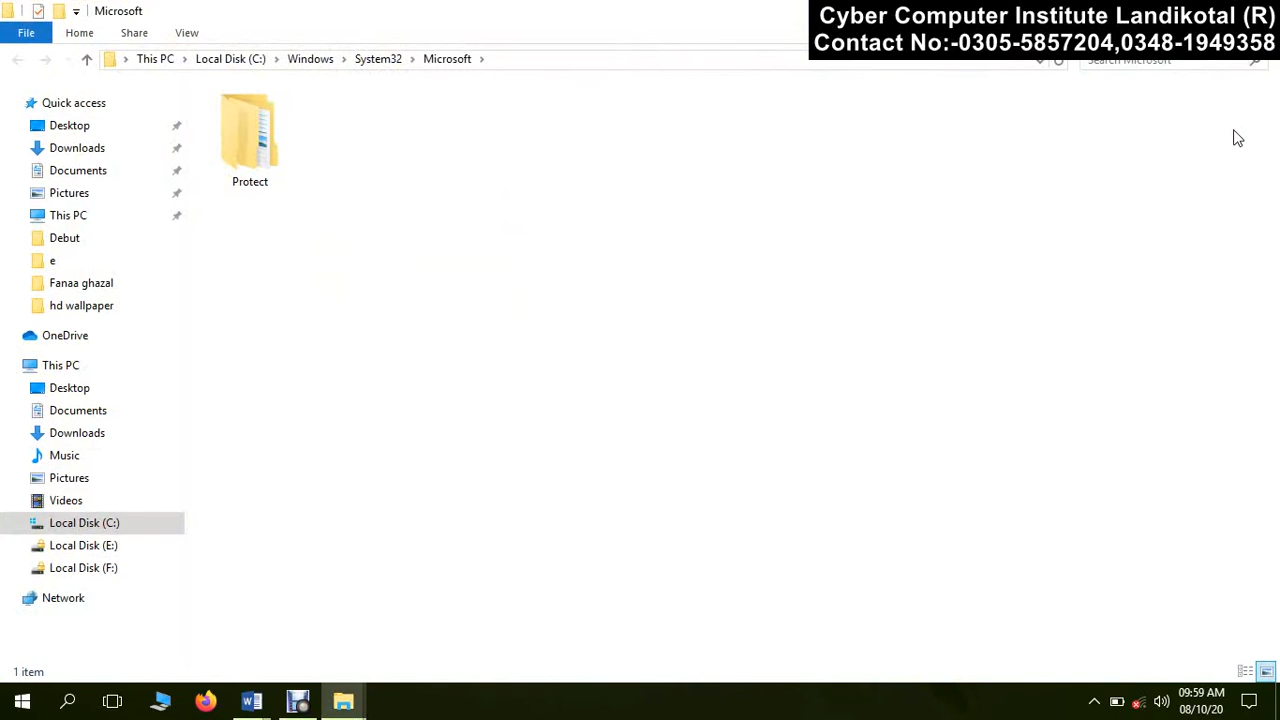 Microsoft
Cyber Computer Institute Landikotal (R)
Contact No:-0305-5857204,0348-1949358
File Home Share View
This PC Local Disk (C:) Windows System32 Microsoft
Search Microsoft
Quick access
Desktop
Downloads
Documents
Pictures
This PC
Debut
e
Fanaa ghazal
hd wallpaper
OneDrive
This PC
Desktop
Documents
Downloads
Music
Pictures
Videos
Local Disk (C:)
Local Disk (E:)
Local Disk (F:)
Network
Protect
1 item
09:59 AM
08/10/20